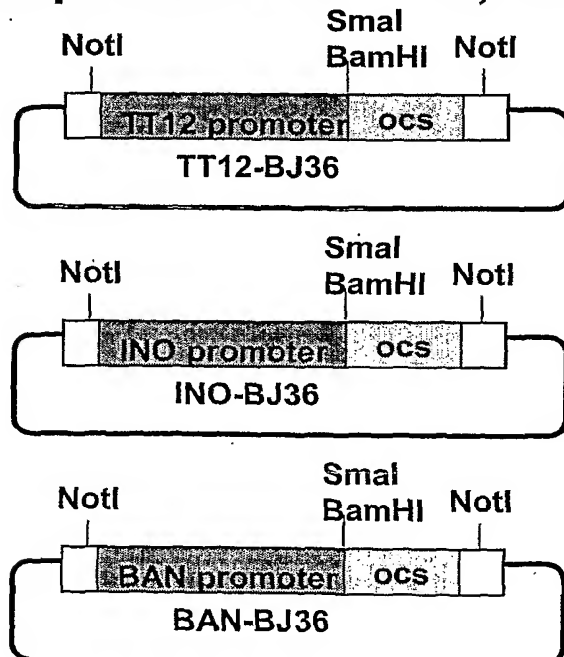 SmaI
NotI BamHI NotI
TT12 promoter ocs
TT12-BJ36
SmaI
NotI BamHI NotI
INO promoter ocs
INO-BJ36
SmaI
NotI BamHI NotI
BAN promoter ocs
BAN-BJ36